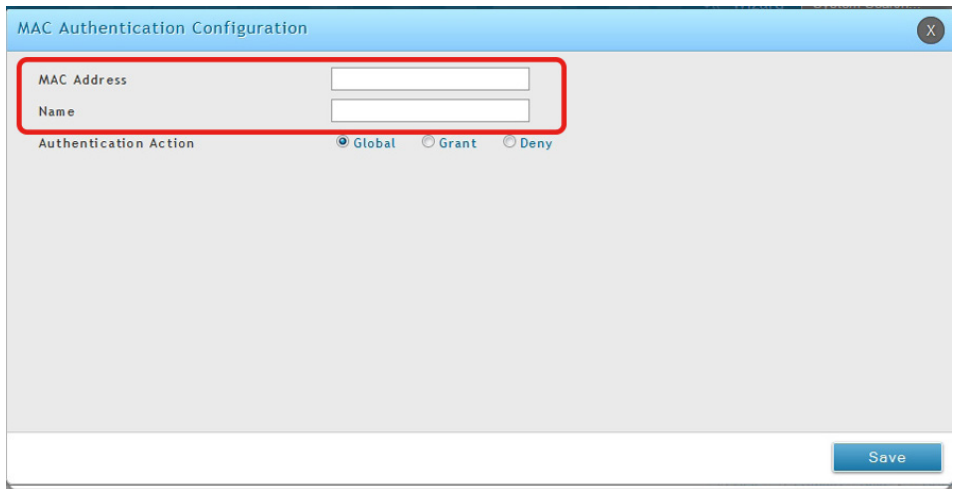 MAC Authentication Configuration
X
MAC Address
Name
Authentication Action Global Grant Deny
Save